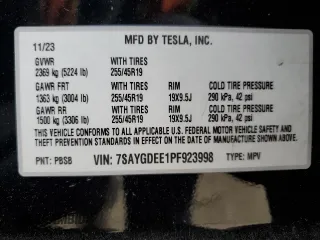 MFD BY TESLA, INC.
11/23
GVWR WITH TIRES
2369 kg (5224 lb) 255/45R19
GAWR FRT WITH TIRES RIM COLD TIRE PRESSURE
1363 kg (3004 lb) 255/45R19 19X9.5J 290 kPa, 42 psi
GAWR RR WITH TIRES RIM COLD TIRE PRESSURE
1500 kg (3306 lb) 255/45R19 19X9.5J 290 kPa, 42 psi
THIS VEHICLE CONFORMS TO ALL APPLICABLE U.S. FEDERAL MOTOR VEHICLE SAFETY AND
THEFT PREVENTION STANDARDS IN EFFECT ON THE DATE OF MANUFACTURE SHOWN ABOVE.
PNT: PBSB VIN: 7SAYGDEE1PF923998 TYPE: MPV